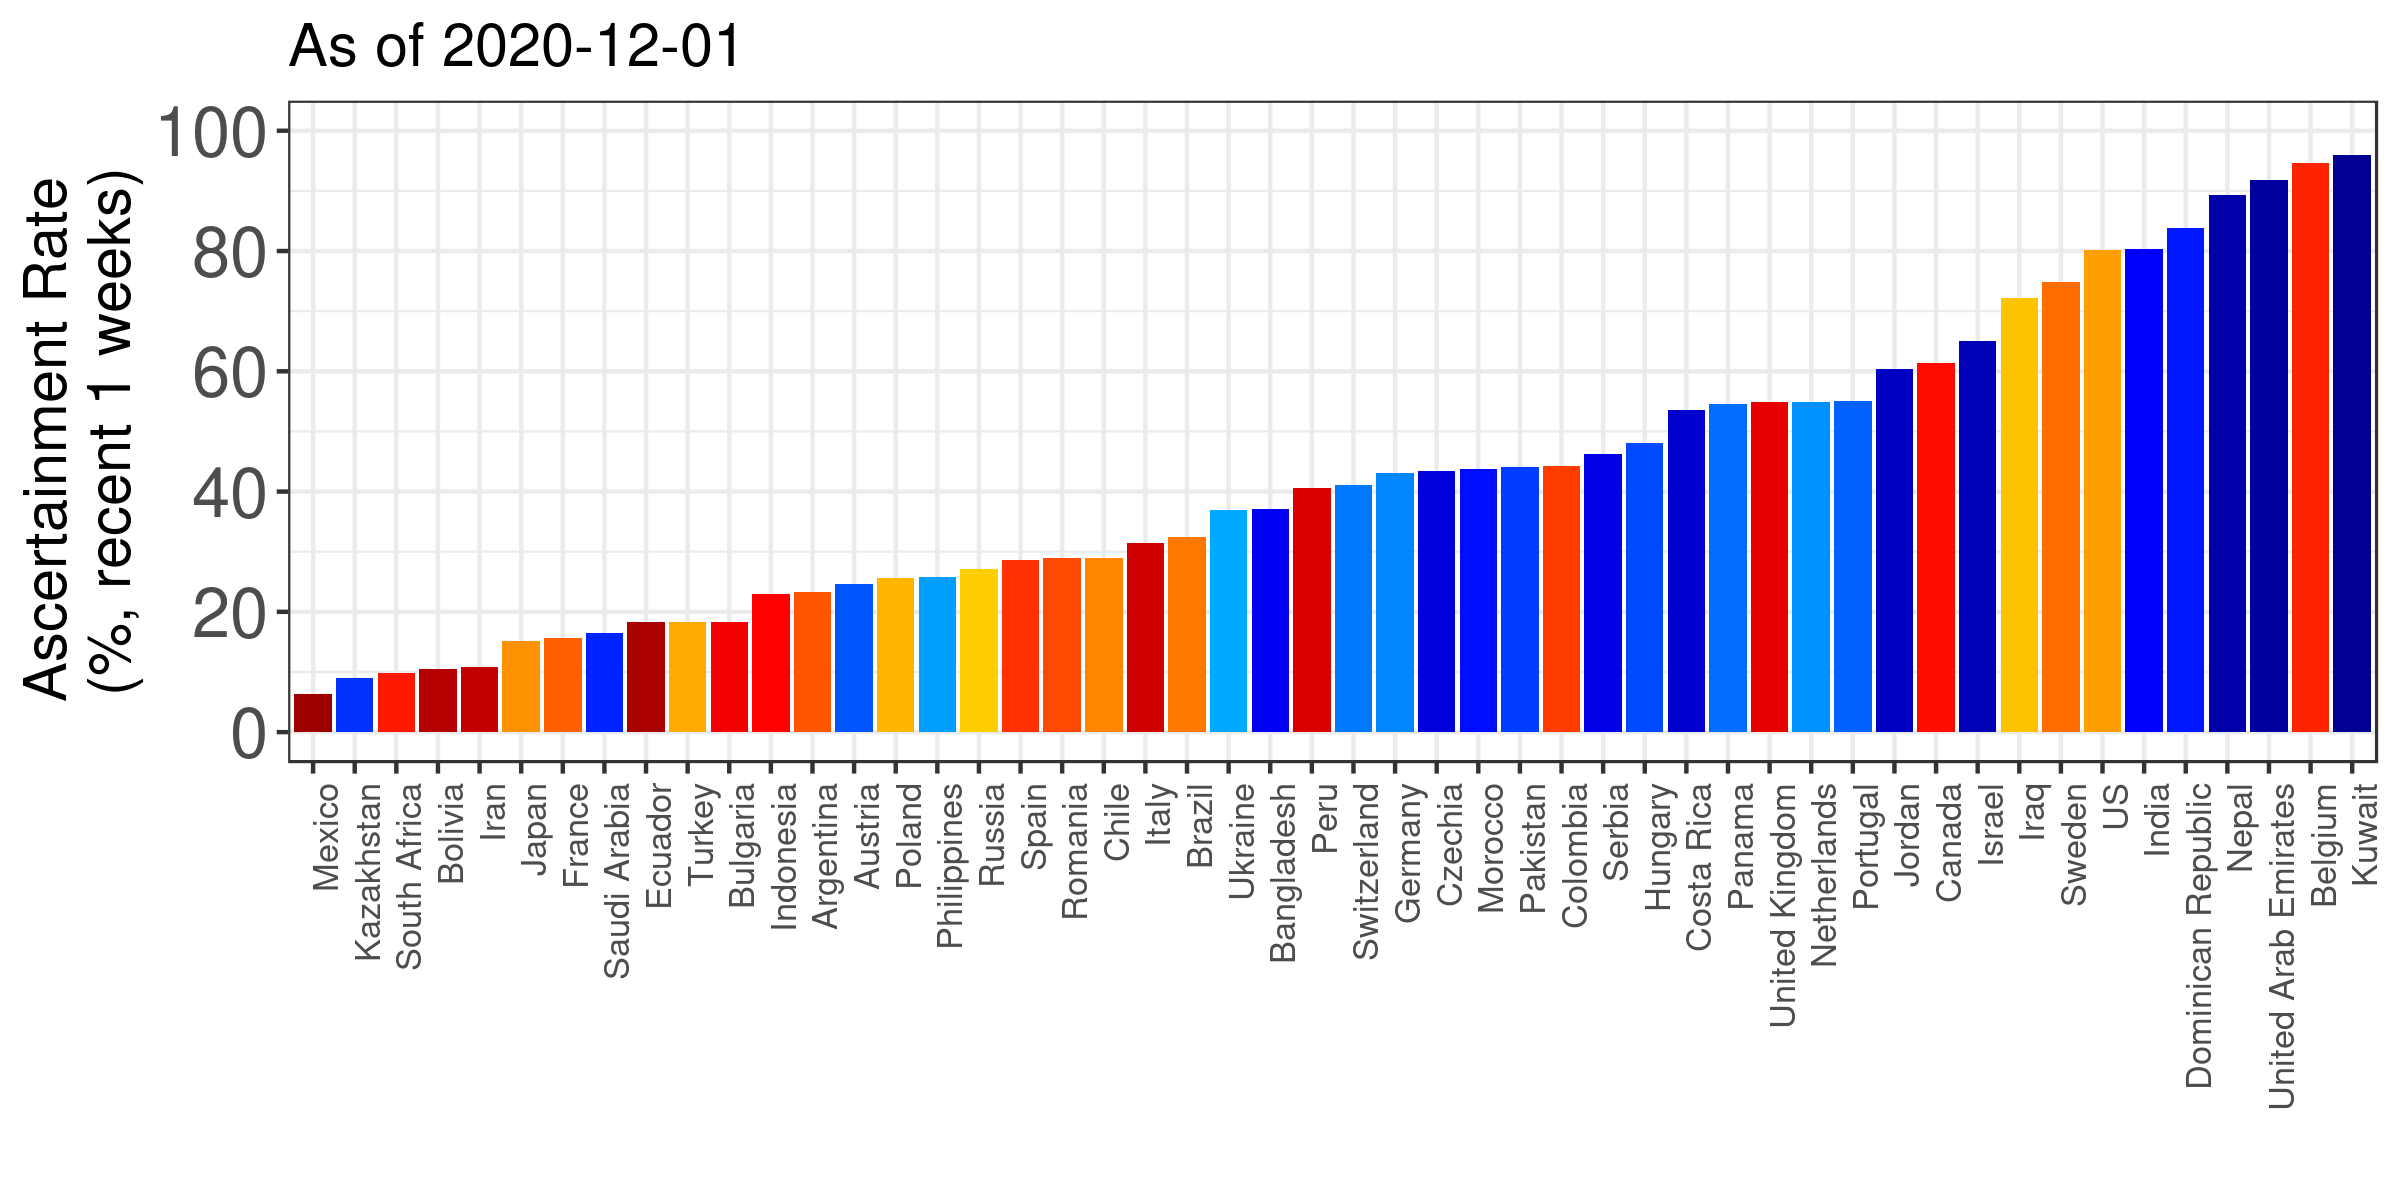 As of 2020-12-01
Ascertainment Rate
(%, recent 1 weeks)
100
80
60
40
20
0
Mexico
Kazakhstan
South Africa
Bolivia
Iran
Japan
France
Saudi Arabia
Ecuador
Turkey
Bulgaria
Indonesia
Argentina
Austria
Poland
Philippines
Russia
Spain
Romania
Chile
Italy
Brazil
Ukraine
Bangladesh
Peru
Switzerland
Germany
Czechia
Morocco
Pakistan
Colombia
Serbia
Hungary
Costa Rica
Panama
United Kingdom
Netherlands
Portugal
Jordan
Canada
Israel
Iraq
Sweden
US
India
Dominican Republic
Nepal
United Arab Emirates
Belgium
Kuwait